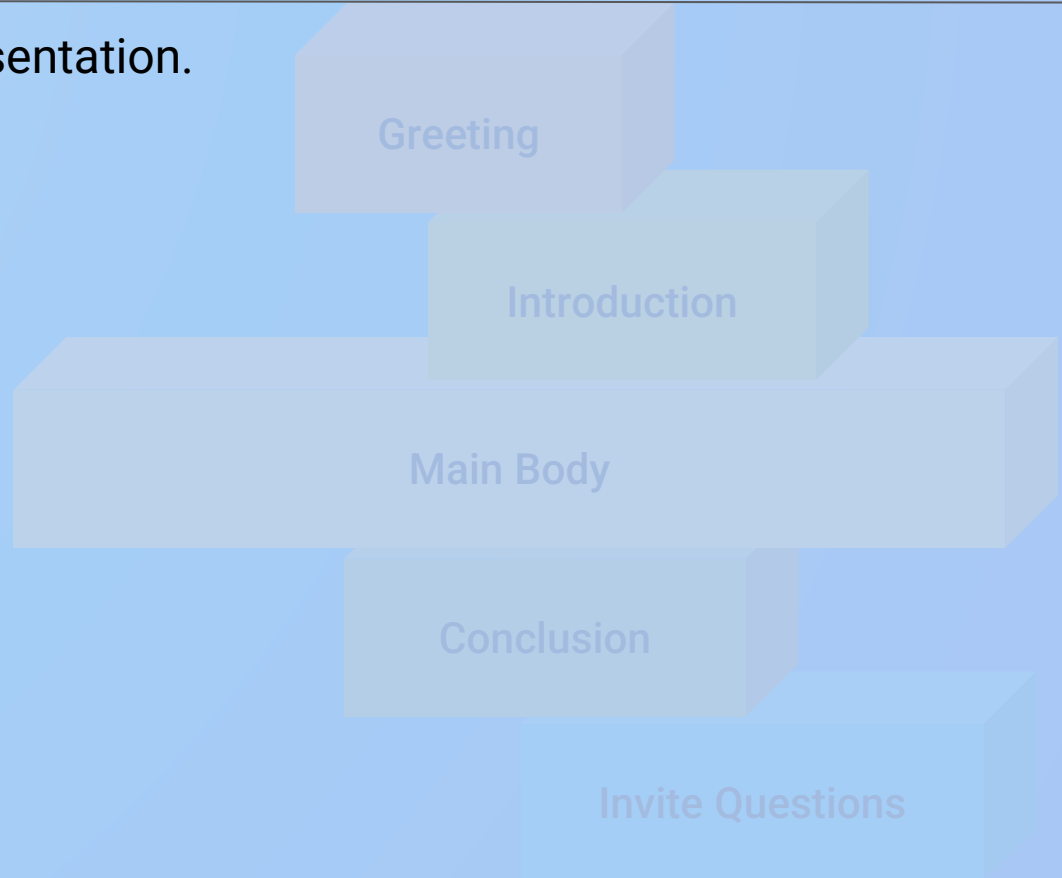 sentation.
Greeting
Introduction
Main Body
Conclusion
Invite Questions